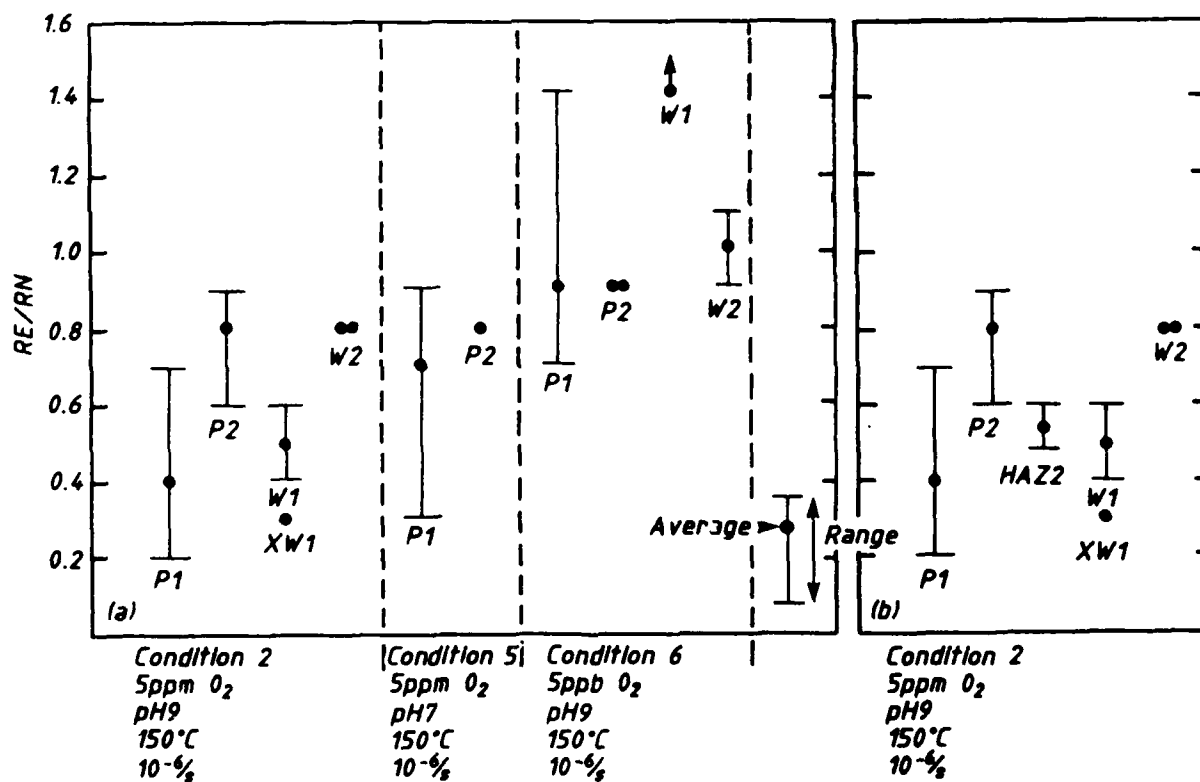 1.6
1.4
1.2
1.0
0.8
0.6
0.4
0.2
RE/RN
P1
P2
W1
XW1
W2
(a)
P1
P2
P1
P2
W1
W2
Average
Range
Condition 2
5ppm O₂
pH9
150°C
10⁻⁶/s
Condition 5
5ppm O₂
pH7
150°C
10⁻⁶/s
Condition 6
5ppb O₂
pH9
150°C
10⁻⁶/s
P1
P2
HAZ2
W1
XW1
W2
(b)
Condition 2
5ppm O₂
pH9
150°C
10⁻⁶/s